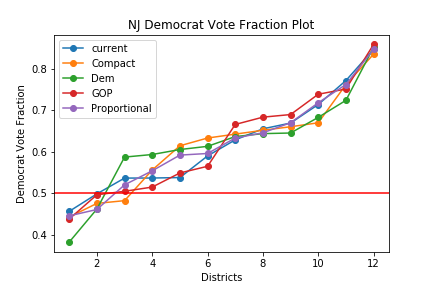 NJ Democrat Vote Fraction Plot
current
Compact
Dem
GOP
Proportional
Democrat Vote Fraction
0.8
0.7
0.6
0.5
0.4
2 4 6 8 10 12
Districts